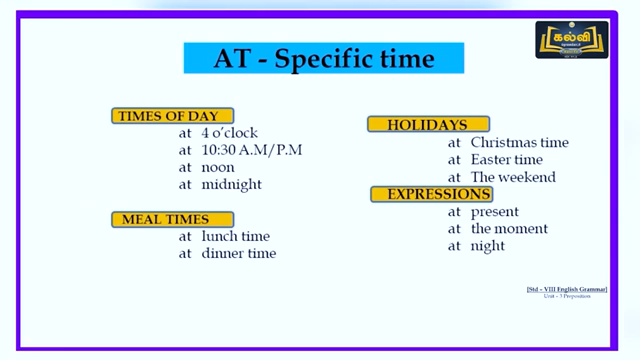 கல்வி
AT - Specific time
TIMES OF DAY
at 4 o'clock
at 10:30 A.M/P.M
at noon
at midnight
MEAL TIMES
at lunch time
at dinner time
HOLIDAYS
at Christmas time
at Easter time
at The weekend
EXPRESSIONS
at present
at the moment
at night
[Std – VIII English Grammar]
Unit – 3 Preposition